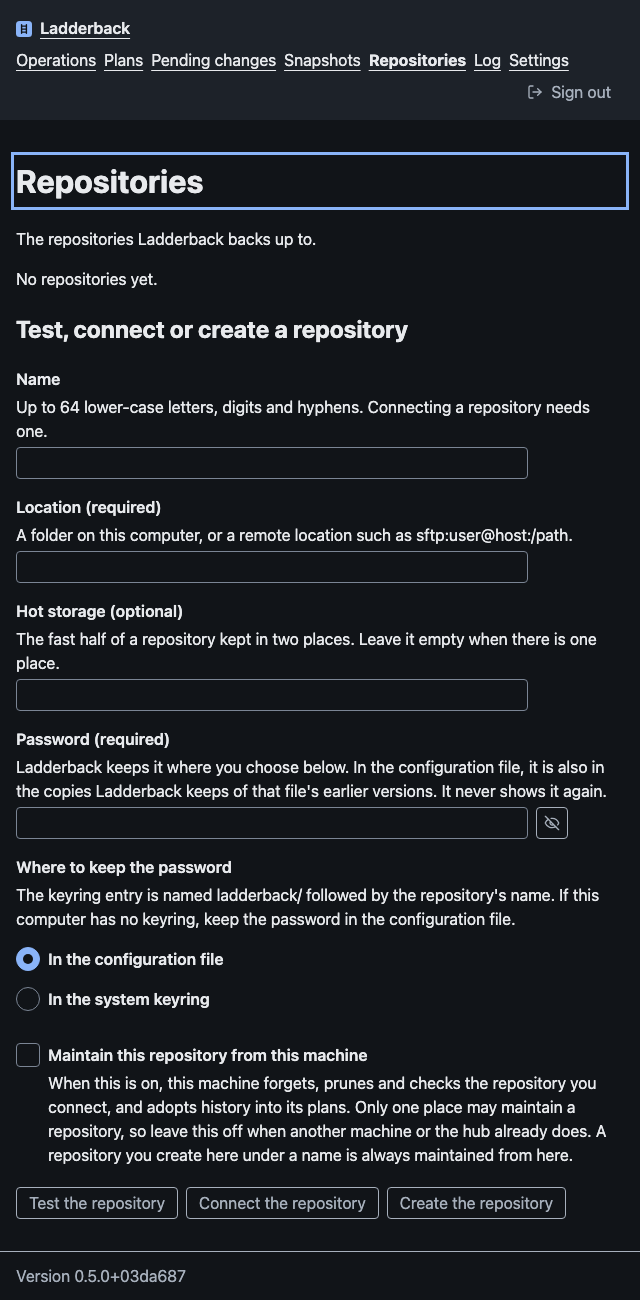 Ladderback
Operations Plans Pending changes Snapshots Repositories Log Settings
Sign out
Repositories
The repositories Ladderback backs up to.
No repositories yet.
Test, connect or create a repository
Name
Up to 64 lower-case letters, digits and hyphens. Connecting a repository needs
one.
Location (required)
A folder on this computer, or a remote location such as sftp:user@host:/path.
Hot storage (optional)
The fast half of a repository kept in two places. Leave it empty when there is one
place.
Password (required)
Ladderback keeps it where you choose below. In the configuration file, it is also in
the copies Ladderback keeps of that file's earlier versions. It never shows it again.
Where to keep the password
The keyring entry is named ladderback/ followed by the repository's name. If this
computer has no keyring, keep the password in the configuration file.
In the configuration file
In the system keyring
Maintain this repository from this machine
When this is on, this machine forgets, prunes and checks the repository you
connect, and adopts history into its plans. Only one place may maintain a
repository, so leave this off when another machine or the hub already does. A
repository you create here under a name is always maintained from here.
Test the repository Connect the repository Create the repository
Version 0.5.0+03da687